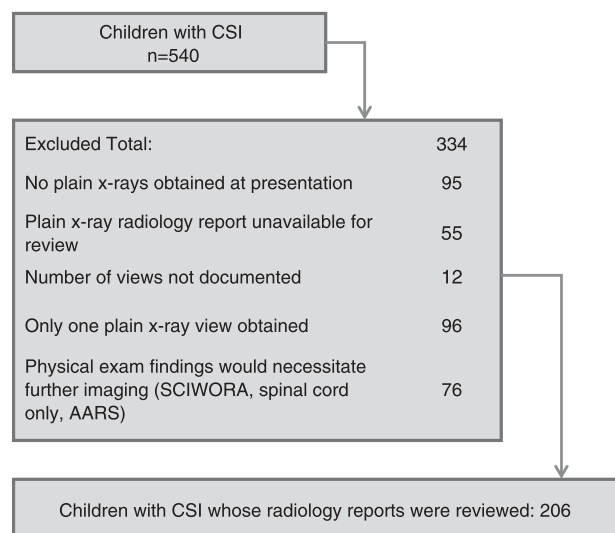 Children with CSI
n=540
Excluded Total: 334
No plain x-rays obtained at presentation 95
Plain x-ray radiology report unavailable for
review 55
Number of views not documented 12
Only one plain x-ray view obtained 96
Physical exam findings would necessitate
further imaging (SCIWORA, spinal cord 76
only, AARS)
Children with CSI whose radiology reports were reviewed: 206